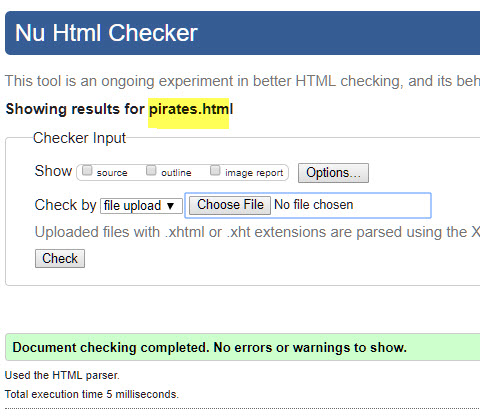 Nu Html Checker
This tool is an ongoing experiment in better HTML checking, and its beh
Showing results for pirates.html
Checker Input
Show source outline image report Options...
Check by file upload ▼ Choose File No file chosen
Uploaded files with .xhtml or .xht extensions are parsed using the X
Check
Document checking completed. No errors or warnings to show.
Used the HTML parser.
Total execution time 5 milliseconds.